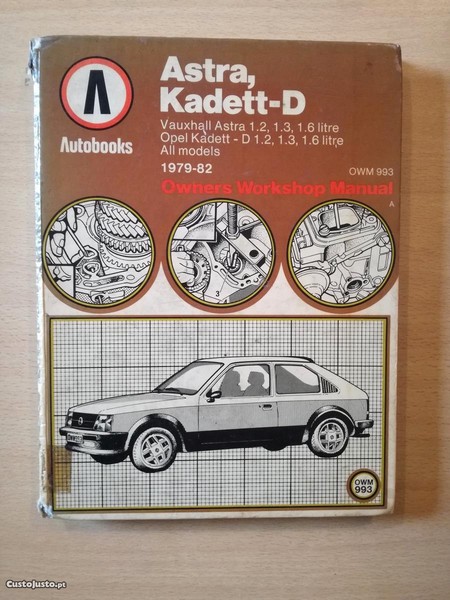 Astra,
Kadett-D
Vauxhall Astra 1.2, 1.3, 1.6 litre
Opel Kadett - D 1.2, 1.3, 1.6 litre
All models
1979-82
OWM 993
Owners Workshop Manual
A
Autobooks
3
OWM
993
CustoJusto.pt